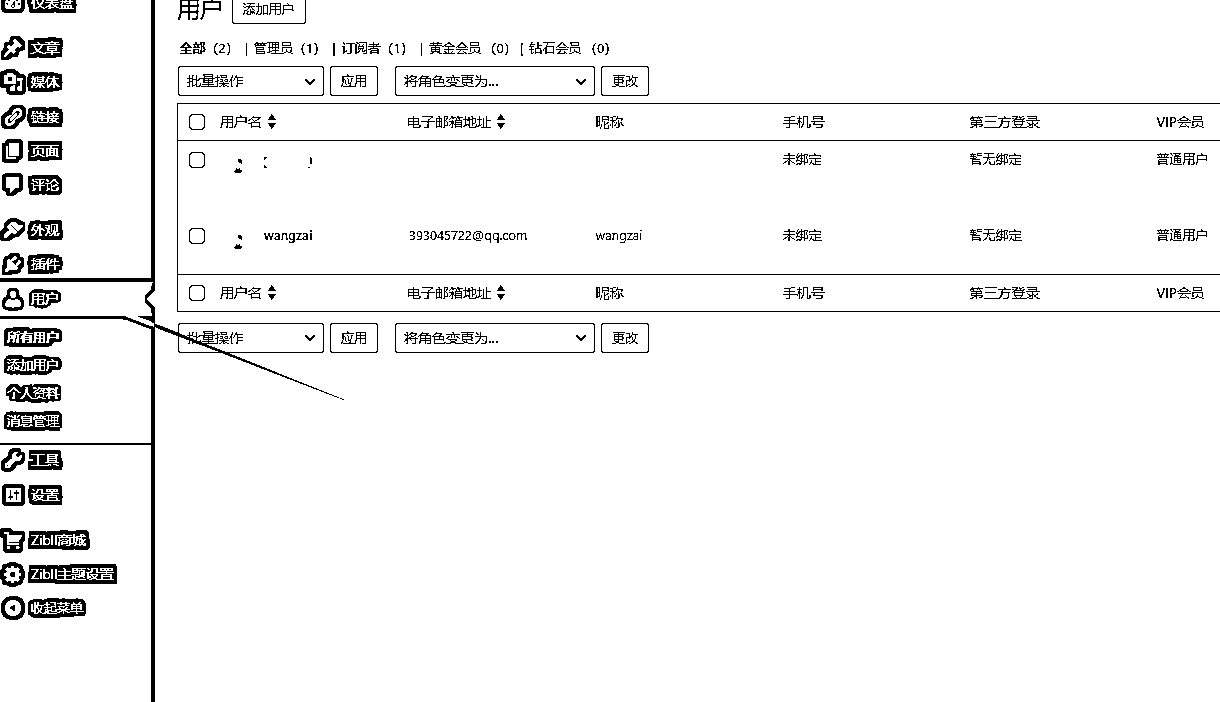 仪表盘
文章
媒体
链接
页面
评论
外观
插件
用户
所有用户
添加用户
个人资料
消息管理
工具
设置
Zibll商城
Zibll主题设置
收起菜单
用户 添加用户
全部 (2) | 管理员 (1) | 订阅者 (1) | 黄金会员 (0) | 钻石会员 (0)
批量操作 应用 将角色变更为... 更改
用户名 电子邮箱地址 昵称 手机号 第三方登录 VIP会员
未绑定 暂无绑定 普通用户
wangzai 393045722@qq.com wangzai 未绑定 暂无绑定 普通用户
用户名 电子邮箱地址 昵称 手机号 第三方登录 VIP会员
批量操作 应用 将角色变更为... 更改